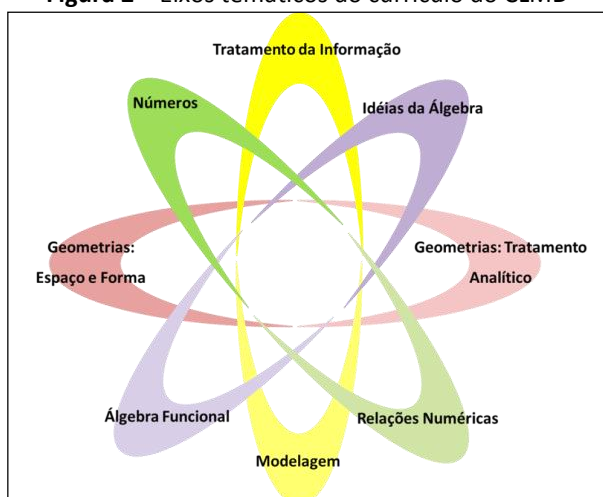 Tratamento da Informação
Números
Idéias da Álgebra
Geometrias:
Espaço e Forma
Geometrias: Tratamento
Analítico
Álgebra Funcional
Relações Numéricas
Modelagem